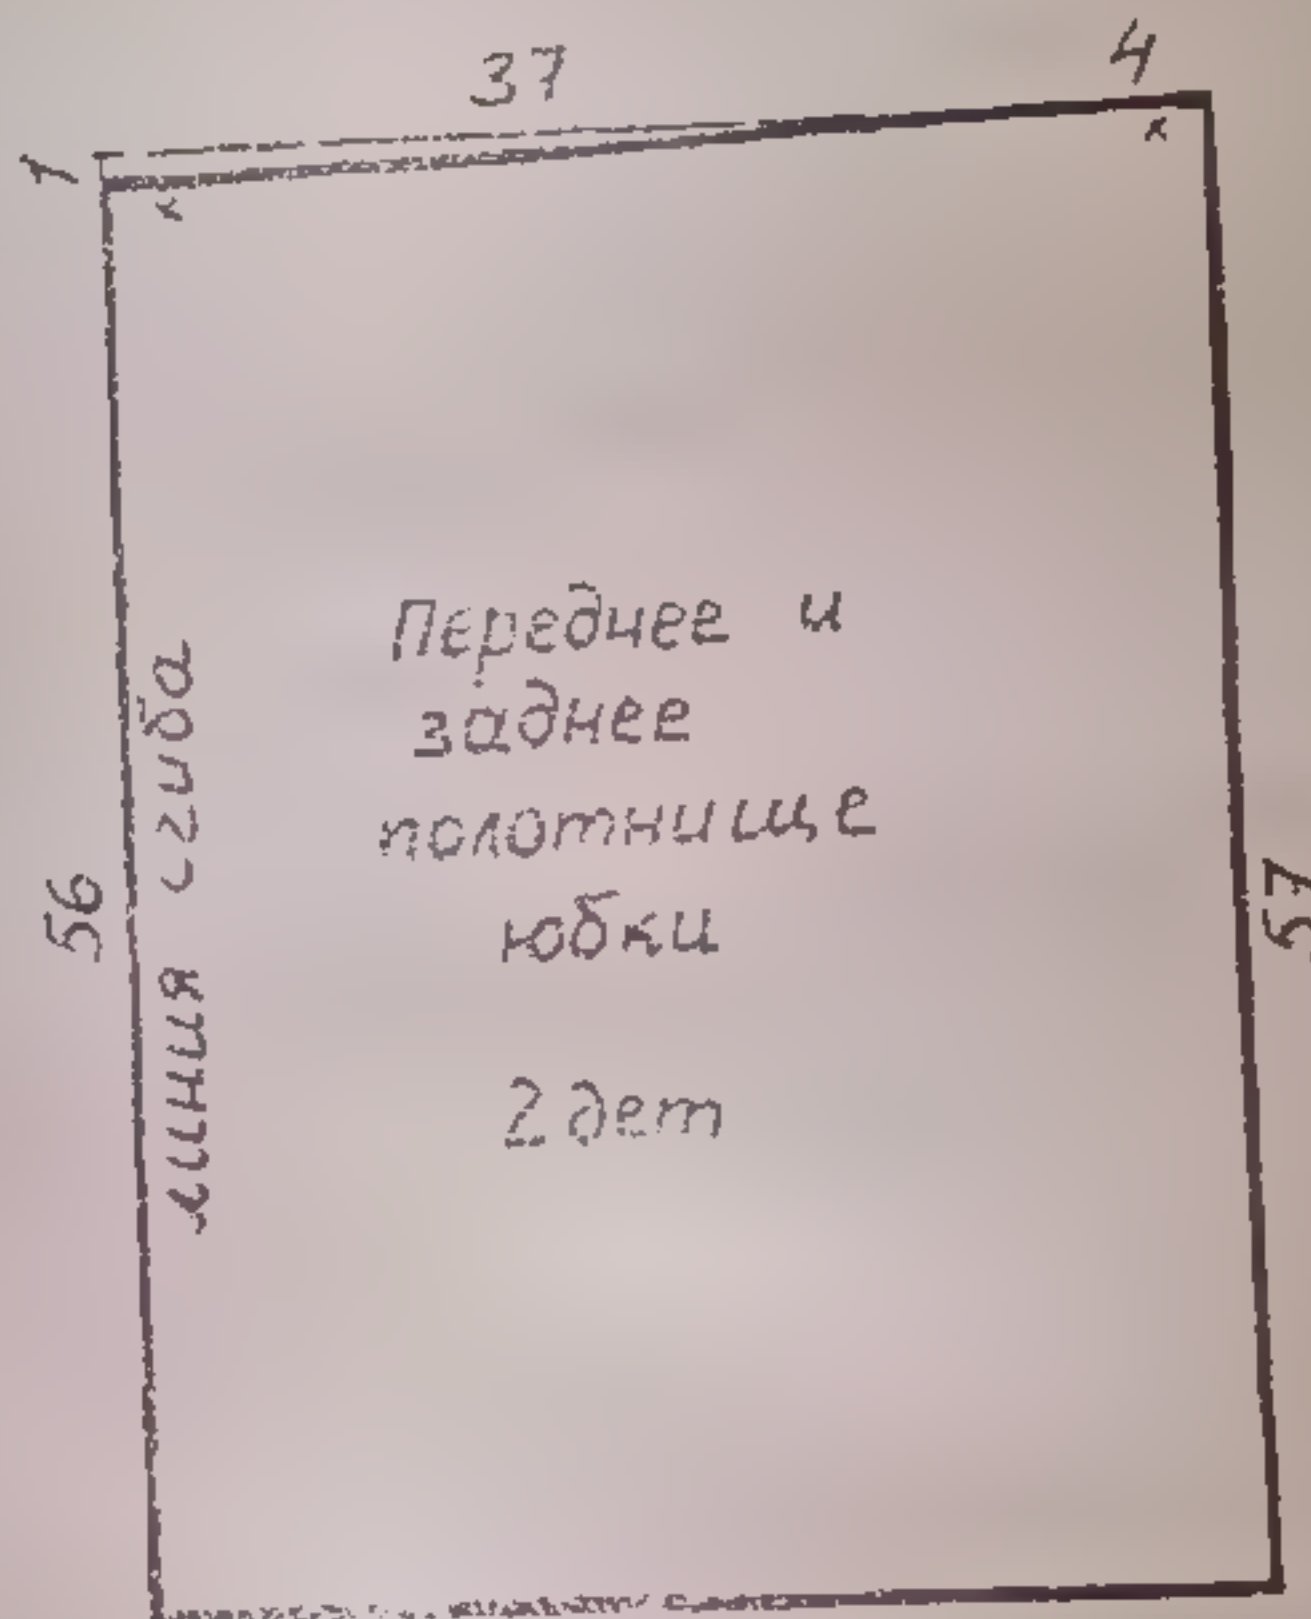 37
4
1
x
x
Переднее и
заднее
полотнище
юбки
2 дет
линия сгиба
56
57